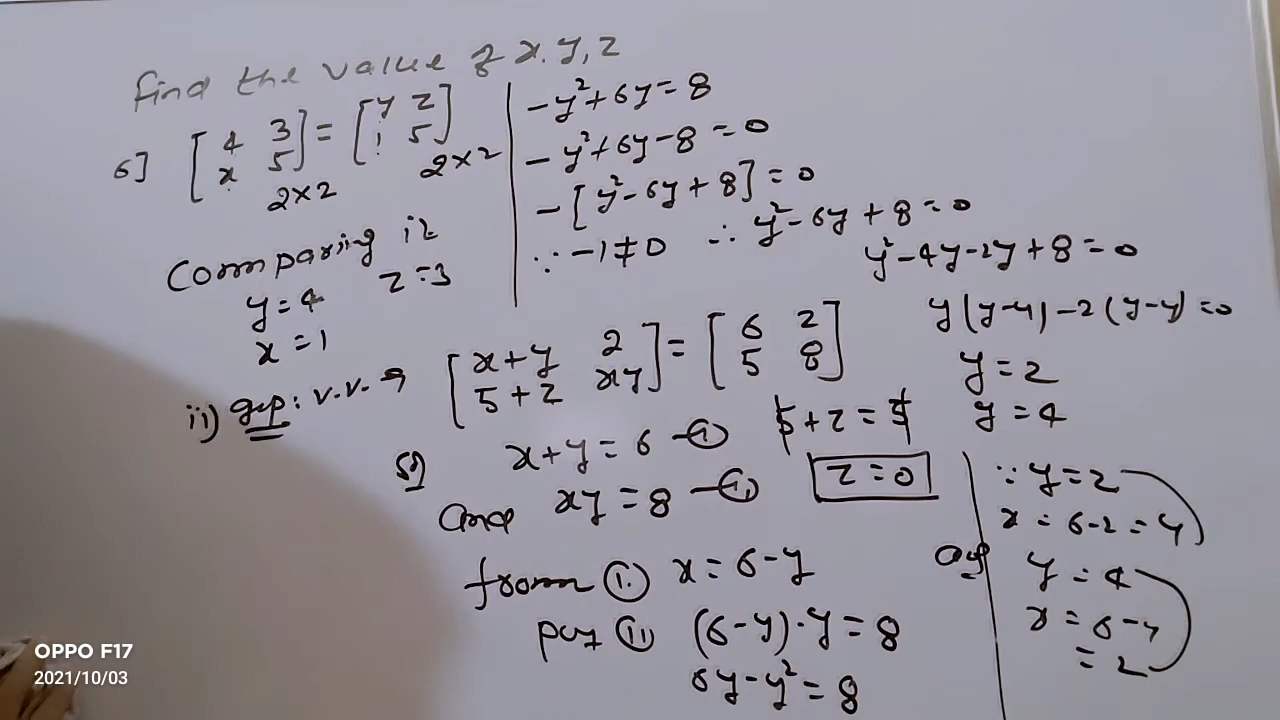 find the value of x, y, z
6] [4 3
x 5] 2×2 = [y z
1 5] 2×2
Comparing it
y = 4 z = 3
x = 1
ii) [x+y 2
5+z xy] = [6 2
5 8]
x+y = 6 —(i)
and xy = 8 —(ii)
5+z = 5
z = 0
from (i) x = 6-y
put (ii) (6-y)·y = 8
6y-y² = 8
-y²+6y = 8
-y²+6y-8 = 0
-[y²-6y+8] = 0
∵ -1≠0 ∴ y²-6y+8 = 0
y²-4y-2y+8 = 0
y(y-4)-2(y-4) = 0
y = 2
y = 4
∵ y = 2
x = 6-2 = 4
y = 4
x = 6-4
= 2
OPPO F17
2021/10/03